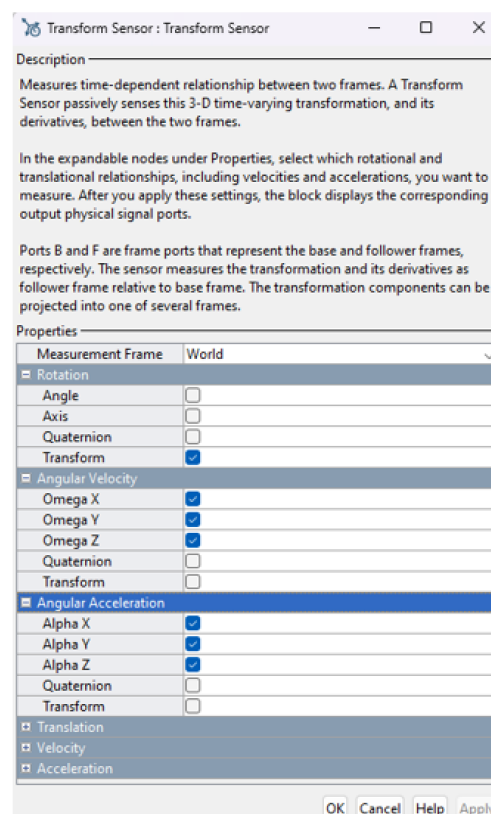 Transform Sensor : Transform Sensor
Description
Measures time-dependent relationship between two frames. A Transform
Sensor passively senses this 3-D time-varying transformation, and its
derivatives, between the two frames.
In the expandable nodes under Properties, select which rotational and
translational relationships, including velocities and accelerations, you want to
measure. After you apply these settings, the block displays the corresponding
output physical signal ports.
Ports B and F are frame ports that represent the base and follower frames,
respectively. The sensor measures the transformation and its derivatives as
follower frame relative to base frame. The transformation components can be
projected into one of several frames.
Properties
Measurement Frame World
Rotation
Angle
Axis
Quaternion
Transform
Angular Velocity
Omega X
Omega Y
Omega Z
Quaternion
Transform
Angular Acceleration
Alpha X
Alpha Y
Alpha Z
Quaternion
Transform
Translation
Velocity
Acceleration
OK Cancel Help Apply